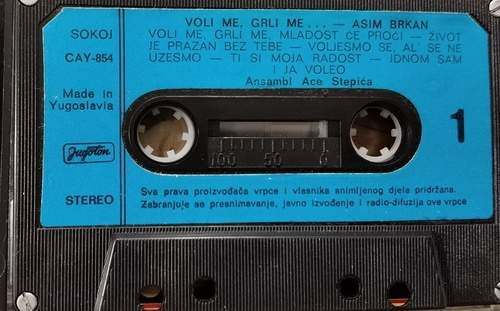 VOLI ME, GRLI ME... — ASIM BRKAN
SOKOJ
VOLI ME, GRLI ME, MLADOST ĆE PROĆI — ŽIVOT
JE PRAZAN BEZ TEBE — VOLJESMO SE, AL' SE NE
CAY-854
UZESMO — TI SI MOJA RADOST — IDNOM SAM
I JA VOLEO
Ansambl Ace Stepića
Made in
Yugoslavia
Jugoton
1
100 50 0
STEREO
Sva prava proizvođača vrpce i vlasnika snimljenog djela pridržana.
Zabranjuje se presnimavanje, javno izvođenje i radio-difuzija ove vrpce